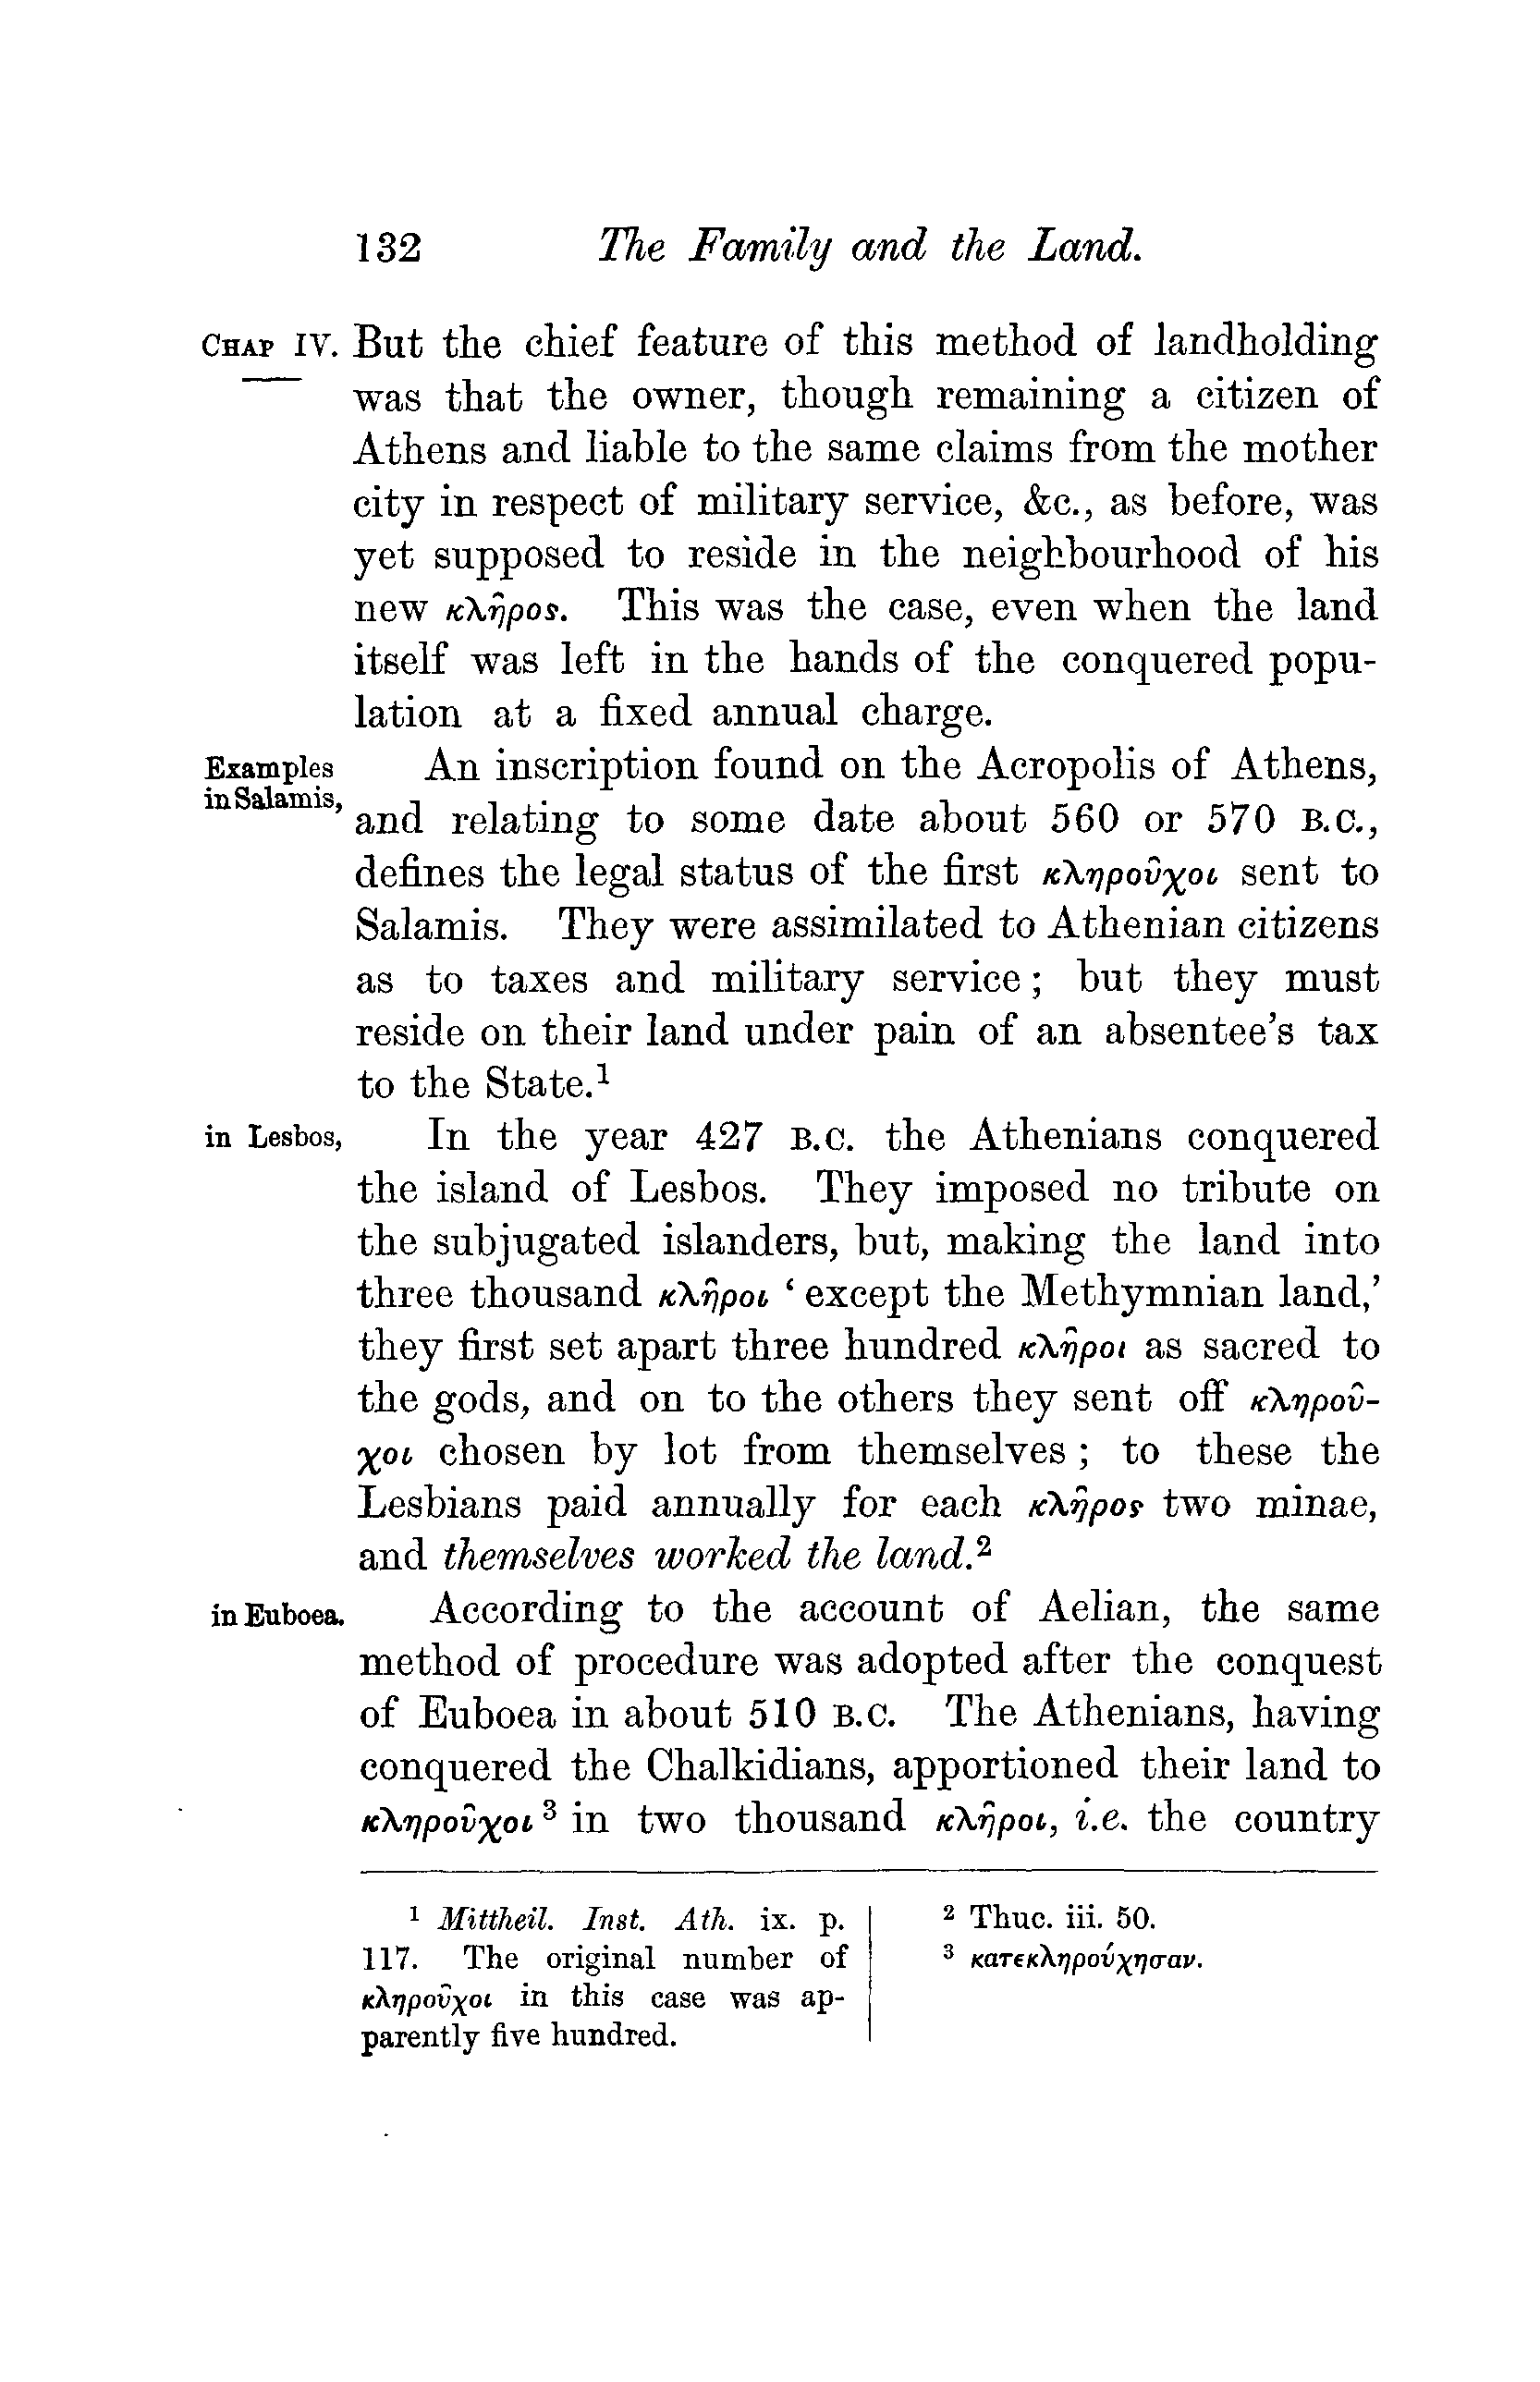 132 The Family and the Land.
CHAP IV. But the chief feature of this method of landholding
was that the owner, though remaining a citizen of
Athens and liable to the same claims from the mother
city in respect of military service, &c., as before, was
yet supposed to reside in the neighbourhood of his
new κλῆρος. This was the case, even when the land
itself was left in the hands of the conquered popu-
lation at a fixed annual charge.
Examples
in Salamis,
An inscription found on the Acropolis of Athens,
and relating to some date about 560 or 570 B.C.,
defines the legal status of the first κληροῦχοι sent to
Salamis. They were assimilated to Athenian citizens
as to taxes and military service; but they must
reside on their land under pain of an absentee's tax
to the State.¹
in Lesbos, In the year 427 B.C. the Athenians conquered
the island of Lesbos. They imposed no tribute on
the subjugated islanders, but, making the land into
three thousand κλῆροι ‘except the Methymnian land,’
they first set apart three hundred κλῆροι as sacred to
the gods, and on to the others they sent off κληροῦ-
χοι chosen by lot from themselves; to these the
Lesbians paid annually for each κλῆρος two minae,
and themselves worked the land.²
in Euboea. According to the account of Aelian, the same
method of procedure was adopted after the conquest
of Euboea in about 510 B.C. The Athenians, having
conquered the Chalkidians, apportioned their land to
κληροῦχοι³ in two thousand κλῆροι, i.e. the country
¹ Mittheil. Inst. Ath. ix. p.
117. The original number of
κληροῦχοι in this case was ap-
parently five hundred.
² Thuc. iii. 50.
³ κατεκληρούχησαν.